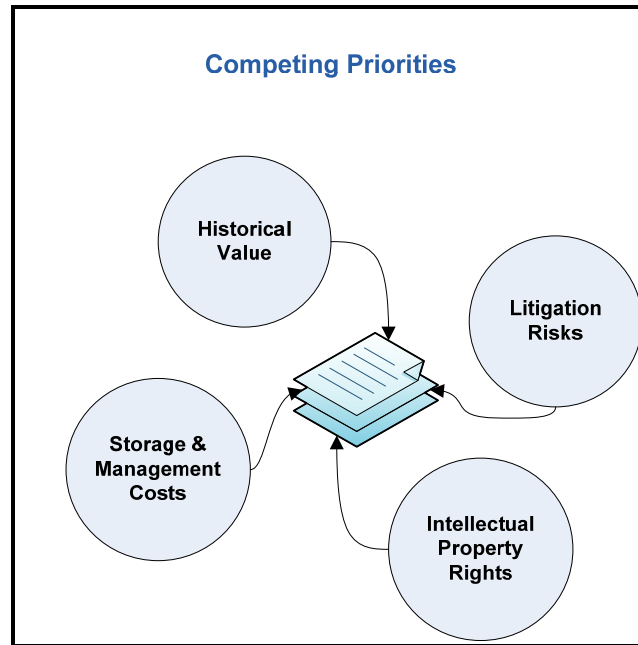 Competing Priorities
Historical
Value
Litigation
Risks
Storage &
Management
Costs
Intellectual
Property
Rights